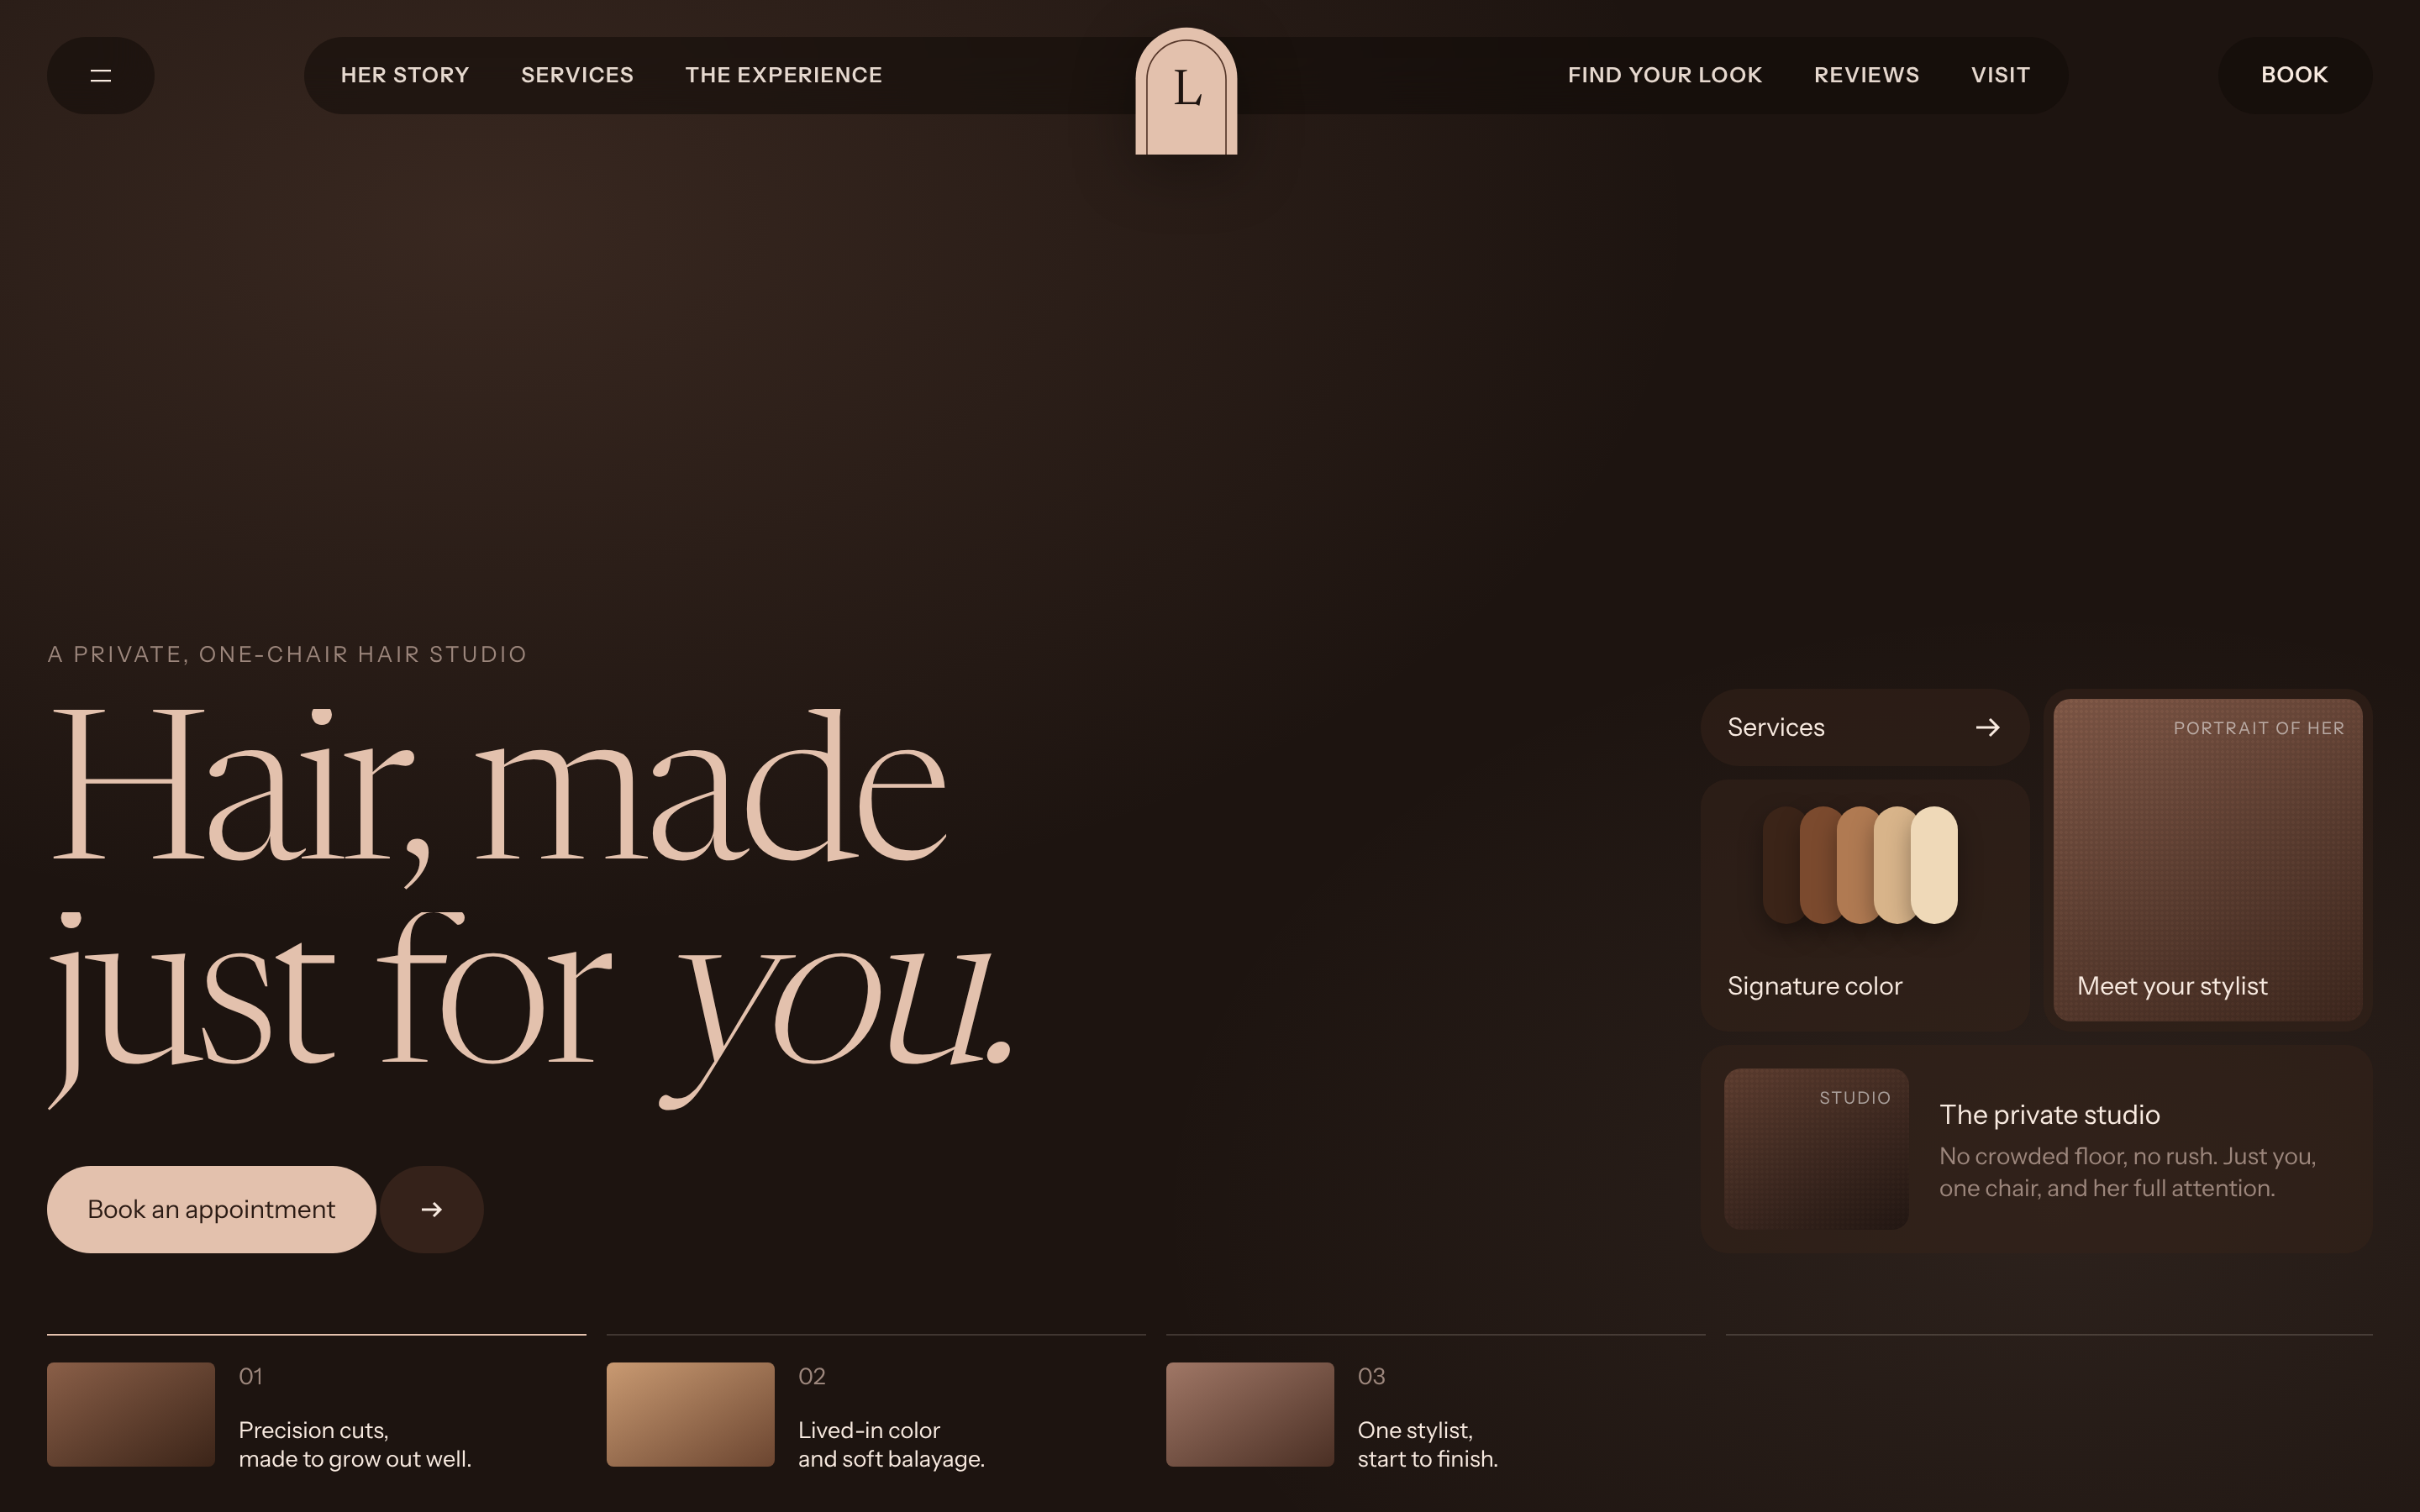 HER STORY SERVICES THE EXPERIENCE
L
FIND YOUR LOOK REVIEWS VISIT
BOOK
A PRIVATE, ONE-CHAIR HAIR STUDIO
Hair, made
just for you.
Book an appointment
Services
Signature color
PORTRAIT OF HER
Meet your stylist
STUDIO
The private studio
No crowded floor, no rush. Just you,
one chair, and her full attention.
01
Precision cuts,
made to grow out well.
02
Lived-in color
and soft balayage.
03
One stylist,
start to finish.